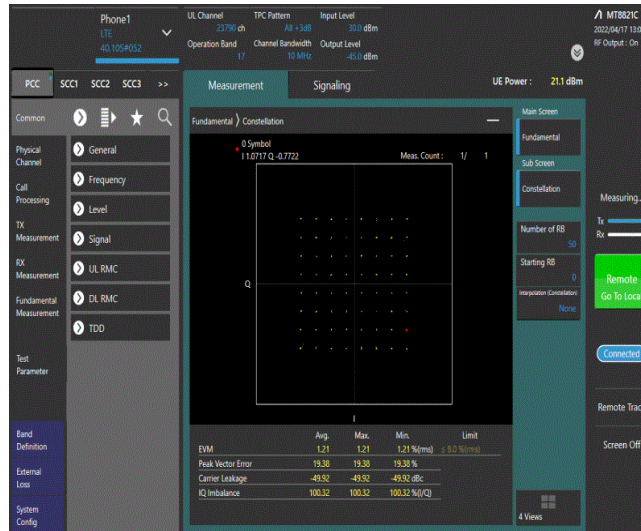 Phone1
LTE
40.105#052
UL Channel
23790 ch
TPC Pattern
Alt +3dB
Input Level
30.0 dBm
Operation Band
17
Channel Bandwidth
10 MHz
Output Level
-45.0 dBm
MT8821C
2022/04/17 13:0
RF Output : On
PCC SCC1 SCC2 SCC3 >>
Measurement
Signaling
UE Power : 21.1 dBm
Common
Physical
Channel
Call
Processing
TX
Measurement
RX
Measurement
Fundamental
Measurement
Test
Parameter
Band
Definition
External
Loss
System
Config
General
Frequency
Level
Signal
UL RMC
DL RMC
TDD
Fundamental > Constellation
0 Symbol
I 1.0717 Q -0.7722
Meas. Count : 1/ 1
Q
I
Avg. Max. Min. Limit
EVM 1.21 1.21 1.21 %(rms) ≤ 8.0 %(rms)
Peak Vector Error 19.38 19.38 19.38 %
Carrier Leakage -49.92 -49.92 -49.92 dBc
IQ Imbalance 100.32 100.32 100.32 %(I/Q)
Main Screen
Fundamental
Sub Screen
Constellation
Number of RB
50
Starting RB
0
Interpolation (Constellation)
None
4 Views
Measuring..
Tx
Rx
Remote
Go To Loca
Connected
Remote Trac
Screen Off